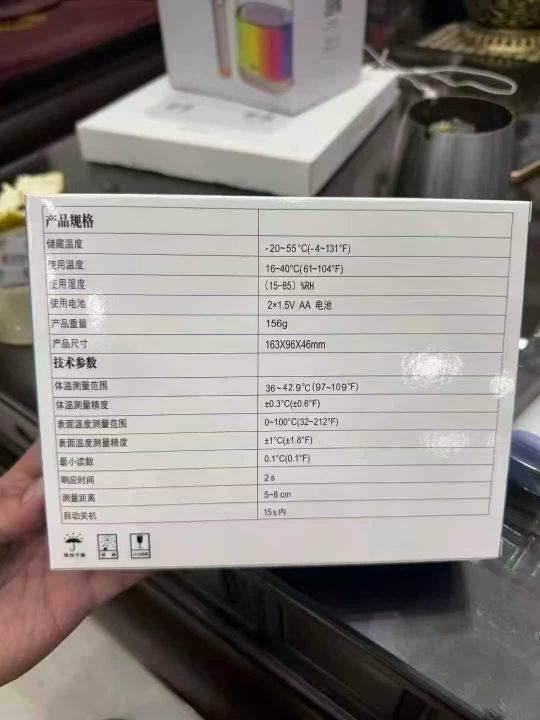 产品规格
储藏温度 -20~55°C(-4~131°F)
使用温度 16~40°C(61~104°F)
使用湿度 (15-85) %RH
使用电池 2×1.5V AA 电池
产品重量 156g
产品尺寸 163X96X46mm
技术参数
体温测量范围 36~42.9°C(97~109°F)
体温测量精度 ±0.3°C(±0.6°F)
表面温度测量范围 0~100°C(32~212°F)
表面温度测量精度 ±1°C(±1.8°F)
最小读数 0.1°C(0.1°F)
响应时间 2s
测量距离 5-8 cm
自动关机 15s内